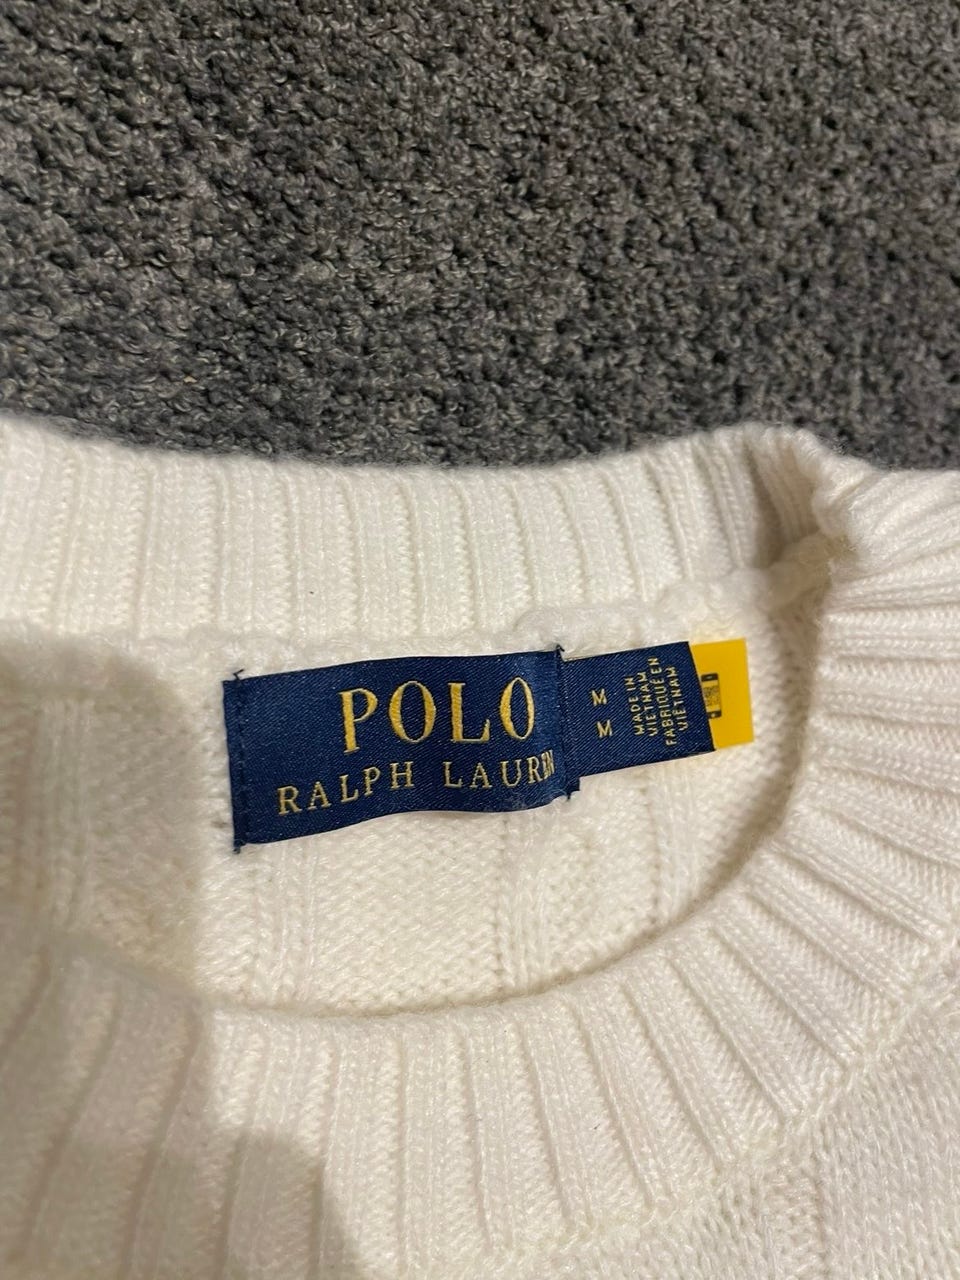 POLO
RALPH LAUREN
M
M
MADE IN
VIETNAM
FABRIQUÉ EN
VIETNAM